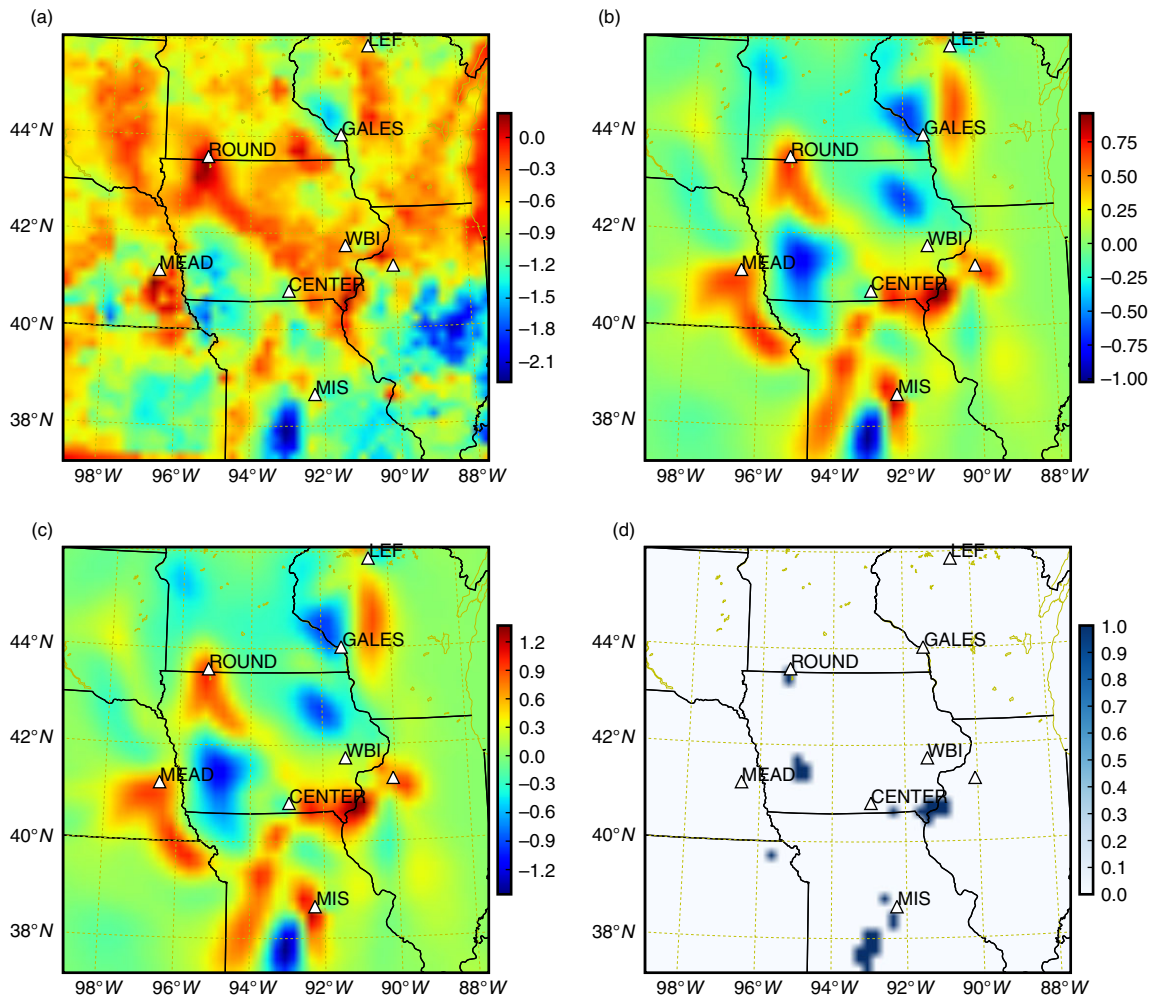 (a)
(b)
LEF
GALES
ROUND
WBI
MEAD
CENTER
MIS
44°N
42°N
40°N
38°N
98°W 96°W 94°W 92°W 90°W 88°W
0.0
−0.3
−0.6
−0.9
−1.2
−1.5
−1.8
−2.1
LEF
GALES
ROUND
WBI
MEAD
CENTER
MIS
44°N
42°N
40°N
38°N
98°W 96°W 94°W 92°W 90°W 88°W
0.75
0.50
0.25
0.00
−0.25
−0.50
−0.75
−1.00
(c)
(d)
LEF
GALES
ROUND
WBI
MEAD
CENTER
MIS
44°N
42°N
40°N
38°N
98°W 96°W 94°W 92°W 90°W 88°W
1.2
0.9
0.6
0.3
0.0
−0.3
−0.6
−0.9
−1.2
LEF
GALES
ROUND
WBI
MEAD
CENTER
MIS
44°N
42°N
40°N
38°N
98°W 96°W 94°W 92°W 90°W 88°W
1.0
0.9
0.8
0.7
0.6
0.5
0.4
0.3
0.2
0.1
0.0